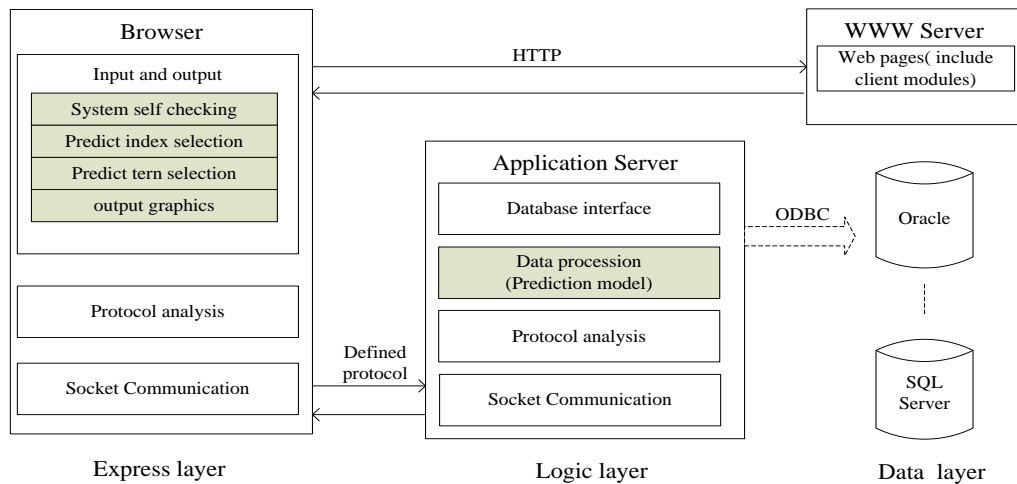 Browser
Input and output
System self checking
Predict index selection
Predict tern selection
output graphics
Protocol analysis
Socket Communication
HTTP
Defined
protocol
WWW Server
Web pages( include
client modules)
Application Server
Database interface
Data procession
(Prediction model)
Protocol analysis
Socket Communication
ODBC
Oracle
SQL
Server
Express layer
Logic layer
Data layer